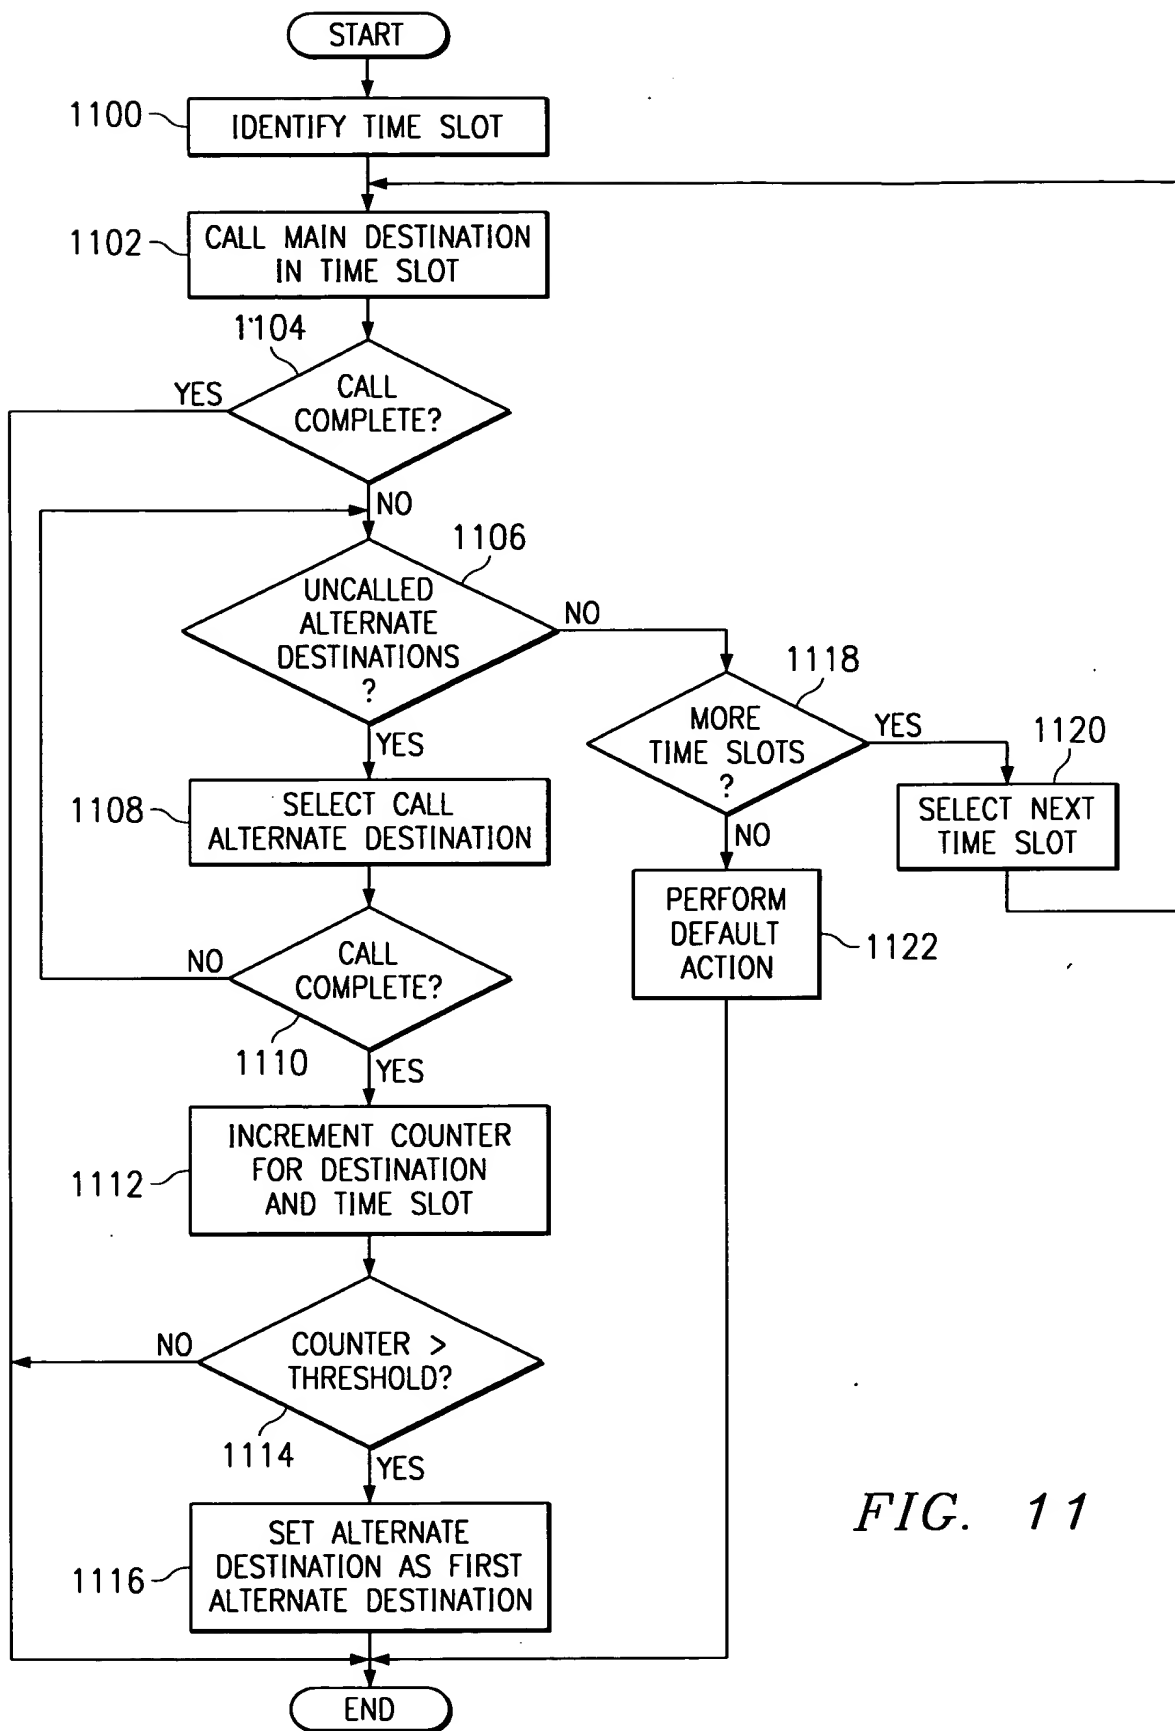 START
1100
IDENTIFY TIME SLOT
1102
CALL MAIN DESTINATION
IN TIME SLOT
1104
YES
CALL
COMPLETE?
NO
1106
UNCALLED
ALTERNATE
DESTINATIONS
?
NO
YES
1118
MORE
TIME SLOTS
?
YES
NO
1120
SELECT NEXT
TIME SLOT
1108
SELECT CALL
ALTERNATE DESTINATION
PERFORM
DEFAULT
ACTION
1122
NO
CALL
COMPLETE?
1110
YES
1112
INCREMENT COUNTER
FOR DESTINATION
AND TIME SLOT
NO
COUNTER >
THRESHOLD?
1114
YES
1116
SET ALTERNATE
DESTINATION AS FIRST
ALTERNATE DESTINATION
END
FIG. 11